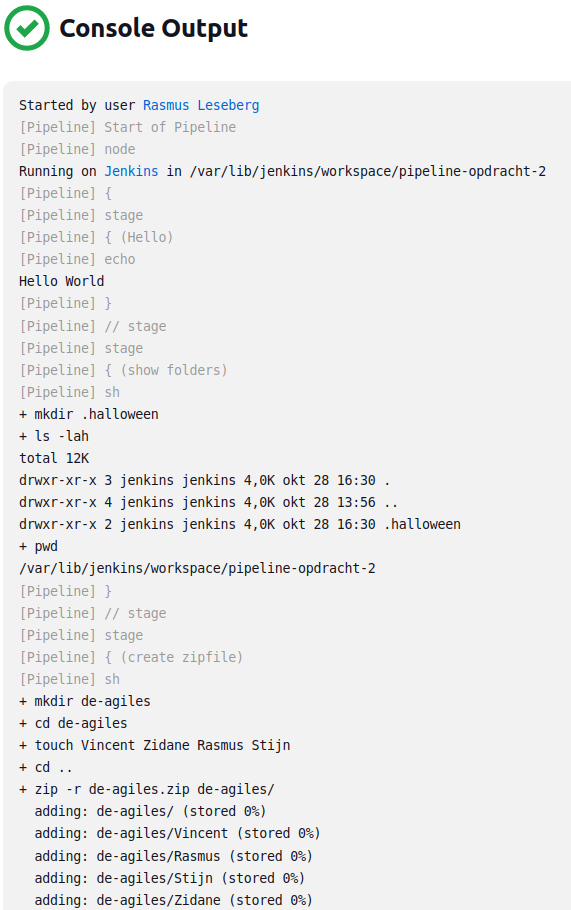 Console Output
Started by user Rasmus Leseberg
[Pipeline] Start of Pipeline
[Pipeline] node
Running on Jenkins in /var/lib/jenkins/workspace/pipeline-opdracht-2
[Pipeline] {
[Pipeline] stage
[Pipeline] { (Hello)
[Pipeline] echo
Hello World
[Pipeline] }
[Pipeline] // stage
[Pipeline] stage
[Pipeline] { (show folders)
[Pipeline] sh
+ mkdir .halloween
+ ls -lah
total 12K
drwxr-xr-x 3 jenkins jenkins 4,0K okt 28 16:30 .
drwxr-xr-x 4 jenkins jenkins 4,0K okt 28 13:56 ..
drwxr-xr-x 2 jenkins jenkins 4,0K okt 28 16:30 .halloween
+ pwd
/var/lib/jenkins/workspace/pipeline-opdracht-2
[Pipeline] }
[Pipeline] // stage
[Pipeline] stage
[Pipeline] { (create zipfile)
[Pipeline] sh
+ mkdir de-agiles
+ cd de-agiles
+ touch Vincent Zidane Rasmus Stijn
+ cd ..
+ zip -r de-agiles.zip de-agiles/
  adding: de-agiles/ (stored 0%)
  adding: de-agiles/Vincent (stored 0%)
  adding: de-agiles/Rasmus (stored 0%)
  adding: de-agiles/Stijn (stored 0%)
  adding: de-agiles/Zidane (stored 0%)